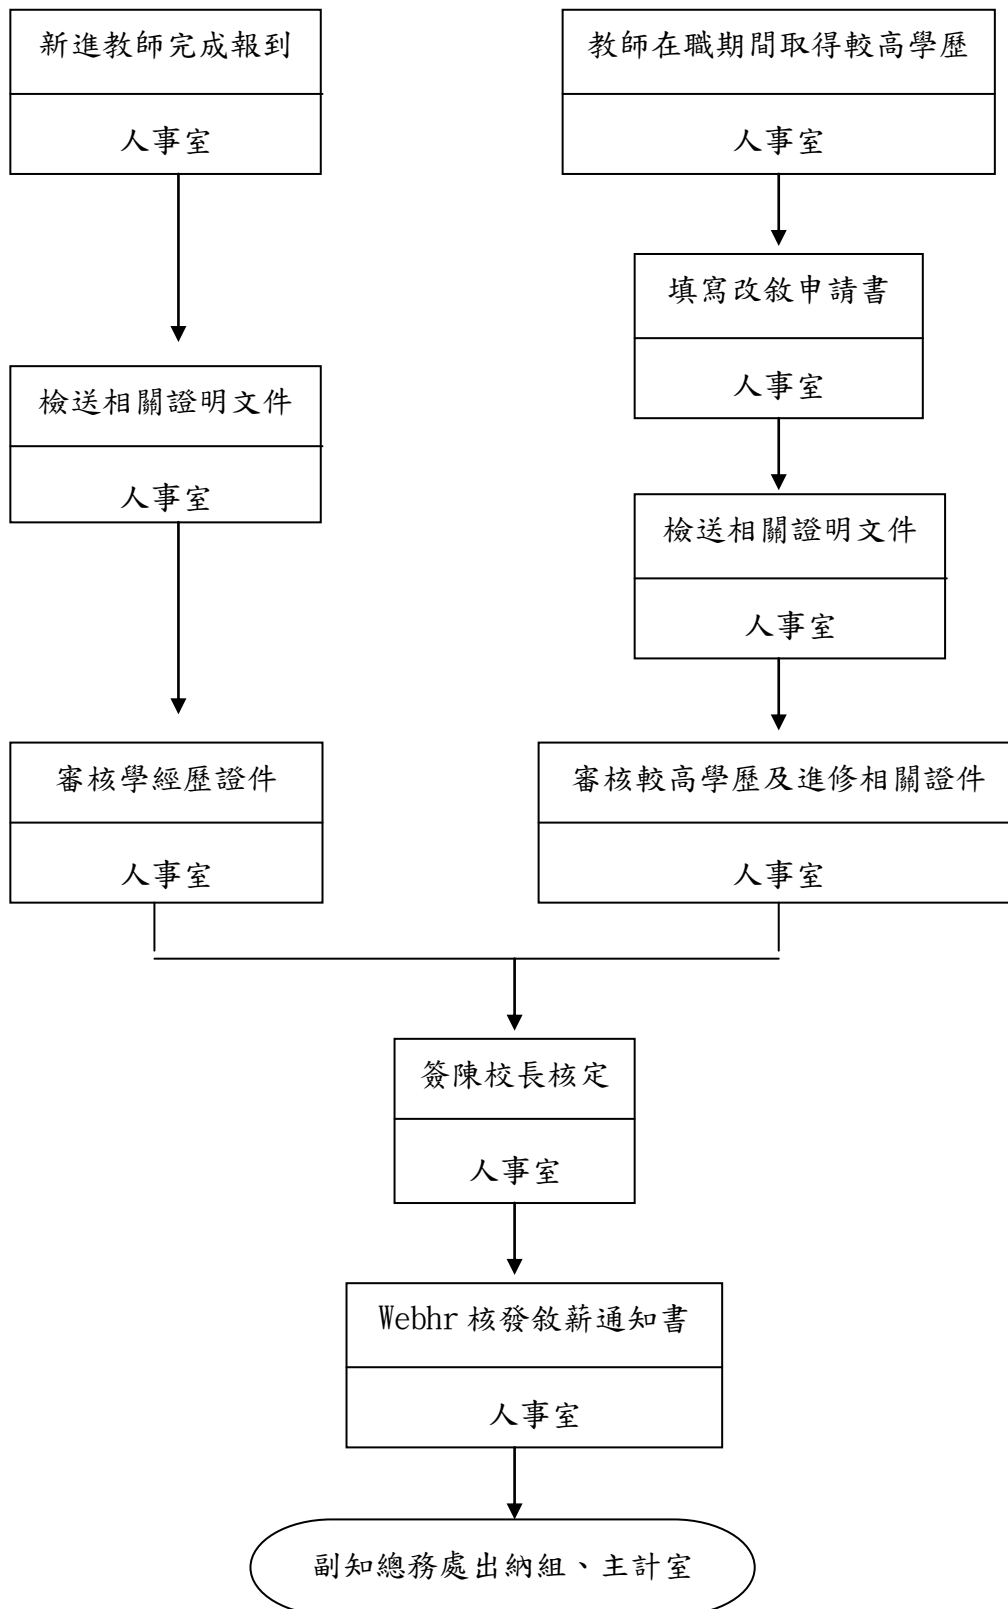 新進教師完成報到
人事室
檢送相關證明文件
人事室
審核學經歷證件
人事室
教師在職期間取得較高學歷
人事室
填寫改敘申請書
人事室
檢送相關證明文件
人事室
審核較高學歷及進修相關證件
人事室
簽陳校長核定
人事室
Webhr 核發敘薪通知書
人事室
副知總務處出納組、主計室